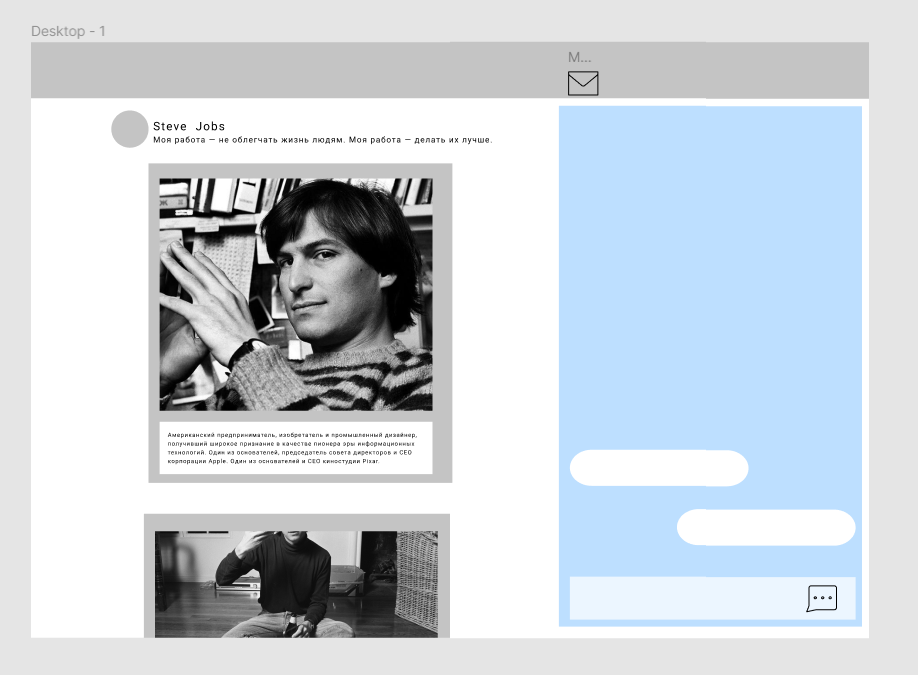 Desktop - 1
M...
Steve Jobs
Моя работа — не облегчать жизнь людям. Моя работа — делать их лучше.
Американский предприниматель, изобретатель и промышленный дизайнер,
получивший широкое признание в качестве пионера эры информационных
технологий. Один из основателей, председатель совета директоров и CEO
корпорации Apple. Один из основателей и CEO киностудии Pixar.